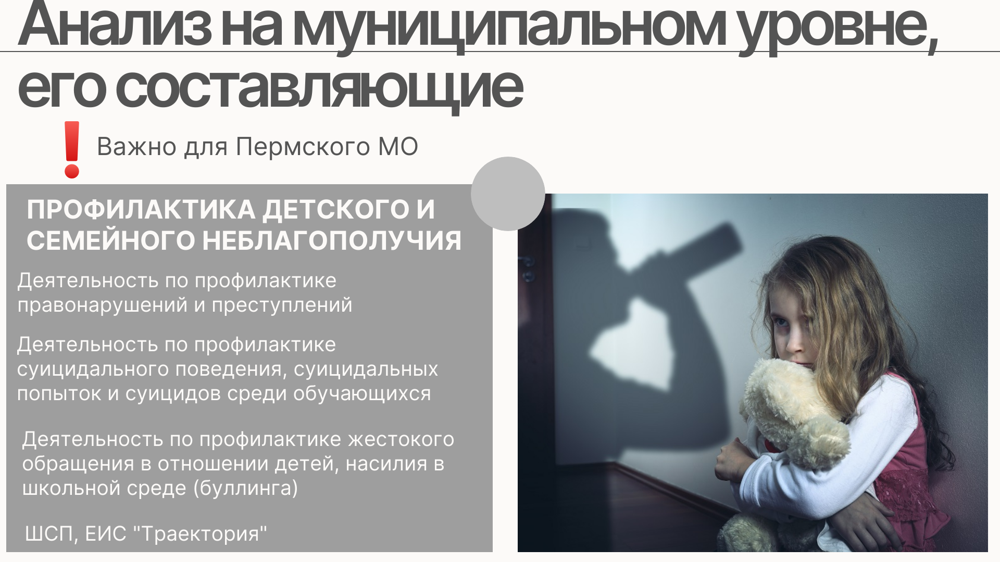 Анализ на муниципальном уровне,
его составляющие
❗ Важно для Пермского МО
ПРОФИЛАКТИКА ДЕТСКОГО И
СЕМЕЙНОГО НЕБЛАГОПОЛУЧИЯ
Деятельность по профилактике
правонарушений и преступлений
Деятельность по профилактике
суицидального поведения, суицидальных
попыток и суицидов среди обучающихся
Деятельность по профилактике жестокого
обращения в отношении детей, насилия в
школьной среде (буллинга)
ШСП, ЕИС "Траектория"